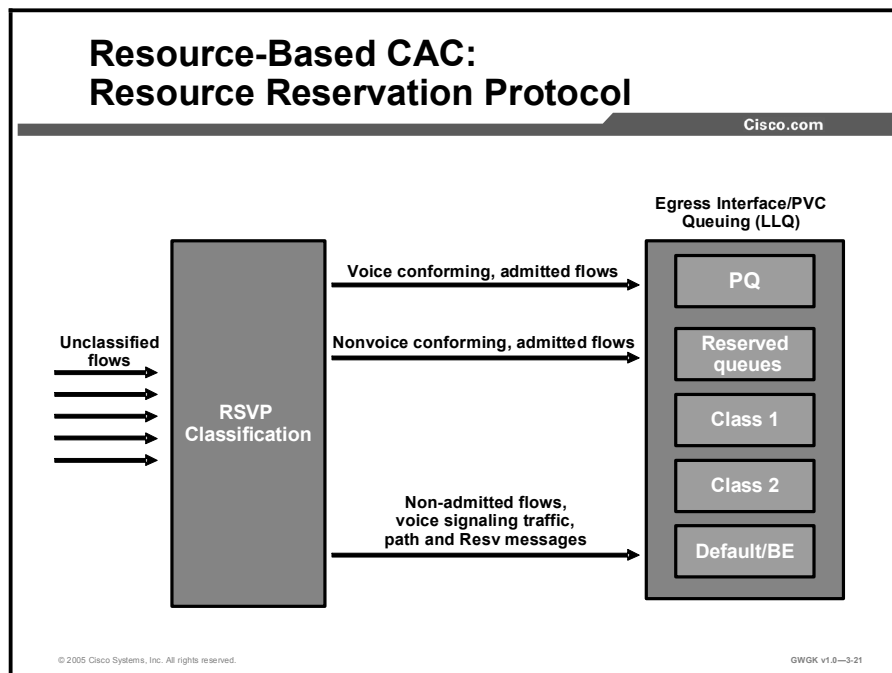 Resource-Based CAC:
Resource Reservation Protocol
Cisco.com
Egress Interface/PVC
Queuing (LLQ)
Voice conforming, admitted flows
PQ
Unclassified
flows
Nonvoice conforming, admitted flows
Reserved
queues
RSVP
Classification
Class 1
Class 2
Non-admitted flows,
voice signaling traffic,
path and Resv messages
Default/BE
© 2005 Cisco Systems, Inc. All rights reserved.
GWGK v1.0—3-21